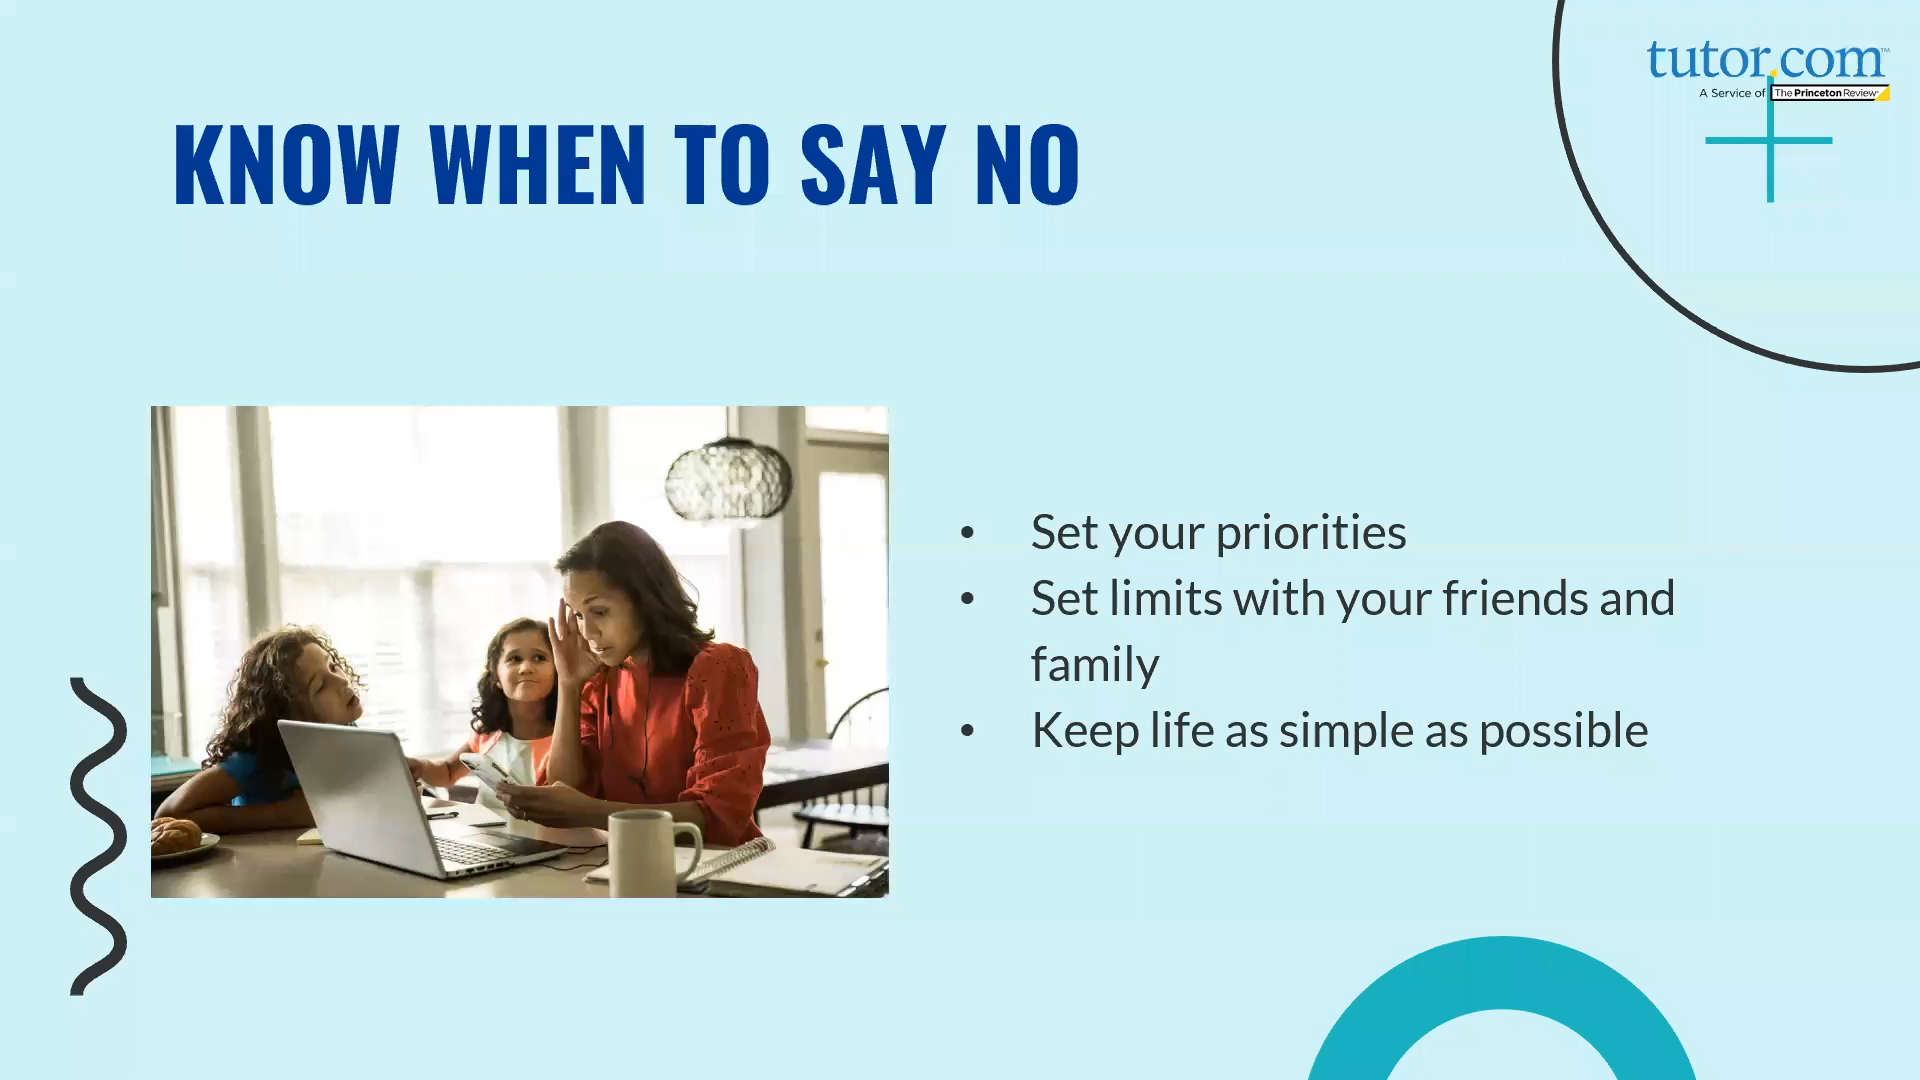 tutor.com™
A Service of The Princeton Review
KNOW WHEN TO SAY NO
• Set your priorities
• Set limits with your friends and
family
• Keep life as simple as possible